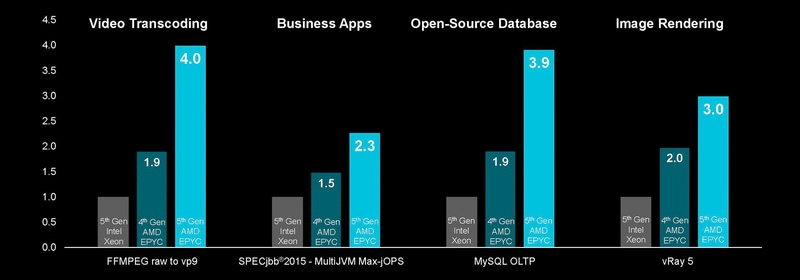 Video Transcoding
Business Apps
Open-Source Database
Image Rendering
4.5
4.0
3.5
3.0
2.5
2.0
1.5
1.0
0.5
0.0
5th Gen
Intel
Xeon
1.9
4th Gen
AMD
EPYC
4.0
5th Gen
AMD
EPYC
5th Gen
Intel
Xeon
1.5
4th Gen
AMD
EPYC
2.3
5th Gen
AMD
EPYC
5th Gen
Intel
Xeon
1.9
4th Gen
AMD
EPYC
3.9
5th Gen
AMD
EPYC
5th Gen
Intel
Xeon
2.0
4th Gen
AMD
EPYC
3.0
5th Gen
AMD
EPYC
FFMPEG raw to vp9
SPECjbb®2015 - MultiJVM Max-jOPS
MySQL OLTP
vRay 5